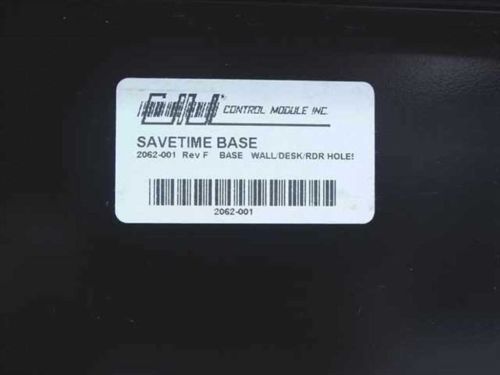 CMI CONTROL MODULE INC.
SAVETIME BASE
2062-001 Rev F BASE WALL/DESK/RDR HOLES
2062-001